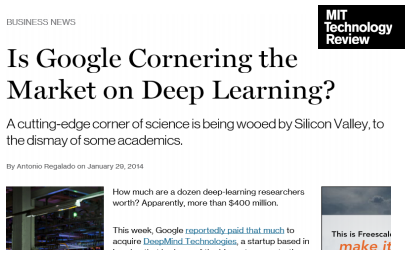 BUSINESS NEWS
MIT
Technology
Review
Is Google Cornering the
Market on Deep Learning?
A cutting-edge corner of science is being wooed by Silicon Valley, to
the dismay of some academics.
By Antonio Regalado on January 29, 2014
How much are a dozen deep-learning researchers
worth? Apparently, more than $400 million.
This week, Google reportedly paid that much to
acquire DeepMind Technologies, a startup based in
This is Freescale
make it